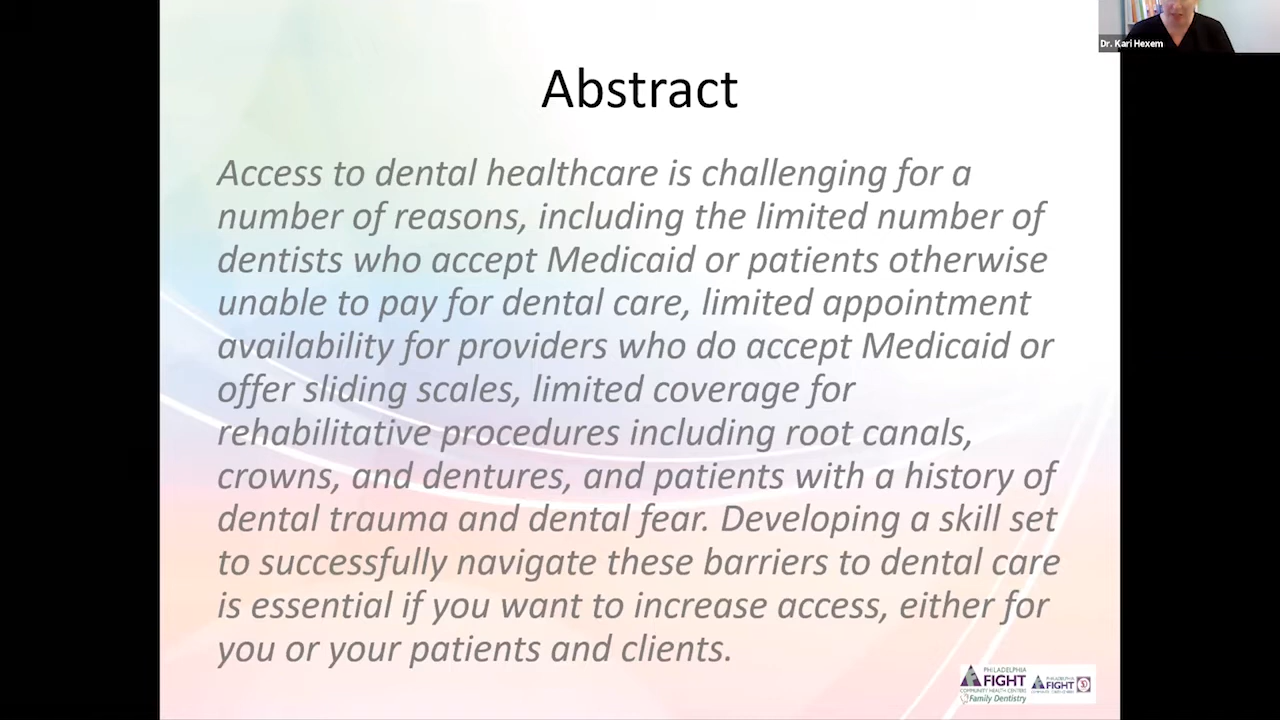 Dr. Kari Hexem
Abstract
Access to dental healthcare is challenging for a
number of reasons, including the limited number of
dentists who accept Medicaid or patients otherwise
unable to pay for dental care, limited appointment
availability for providers who do accept Medicaid or
offer sliding scales, limited coverage for
rehabilitative procedures including root canals,
crowns, and dentures, and patients with a history of
dental trauma and dental fear. Developing a skill set
to successfully navigate these barriers to dental care
is essential if you want to increase access, either for
you or your patients and clients.
PHILADELPHIA
FIGHT
COMMUNITY HEALTH CENTERS
Family Dentistry
PHILADELPHIA
FIGHT